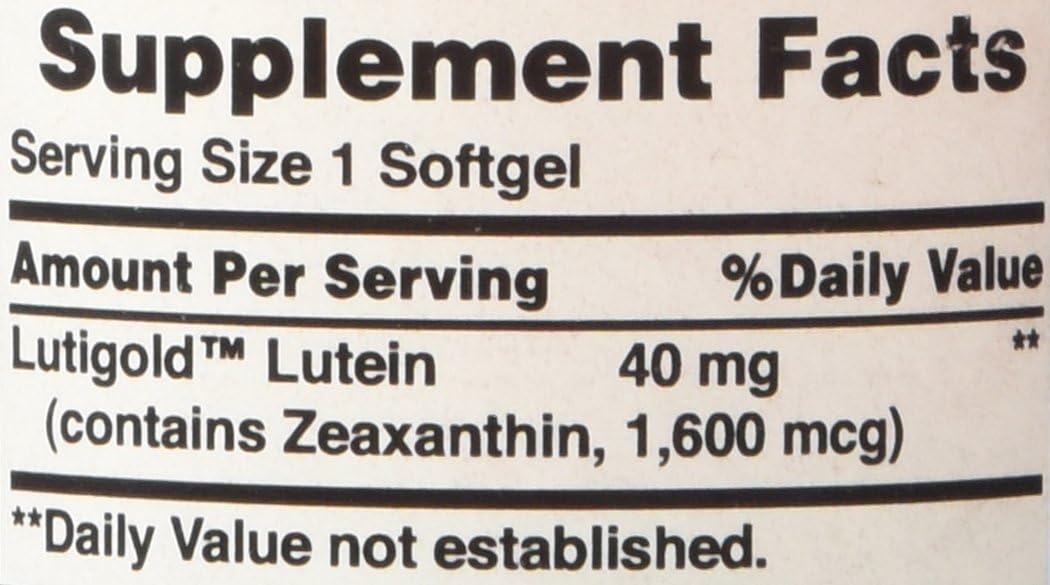 Supplement Facts
Serving Size 1 Softgel
Amount Per Serving %Daily Value
Lutigold™ Lutein 40 mg **
(contains Zeaxanthin, 1,600 mcg)
**Daily Value not established.